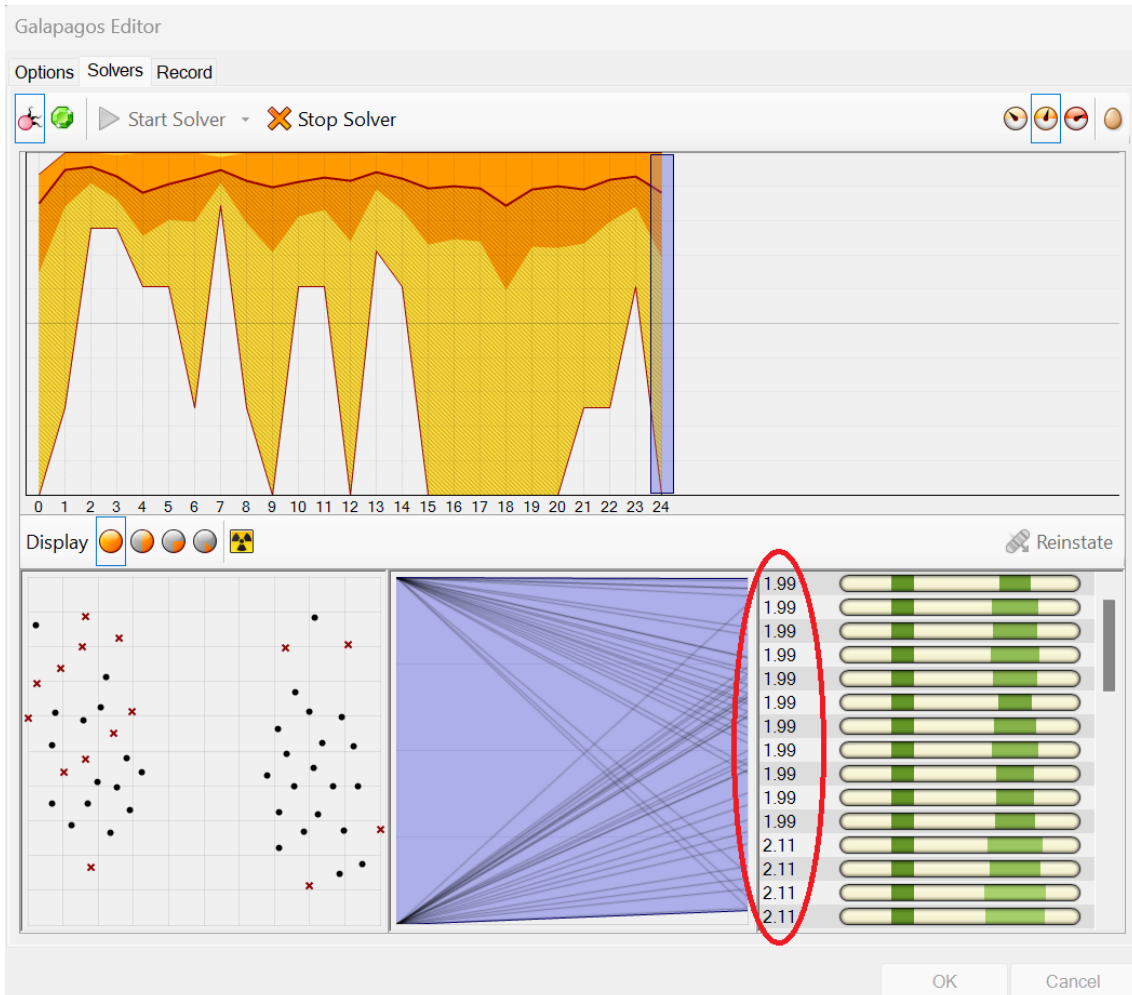 Galapagos Editor
Options Solvers Record
Start Solver Stop Solver
0 1 2 3 4 5 6 7 8 9 10 11 12 13 14 15 16 17 18 19 20 21 22 23 24
Display Reinstate
1.99
1.99
1.99
1.99
1.99
1.99
1.99
1.99
1.99
1.99
1.99
2.11
2.11
2.11
2.11
OK Cancel